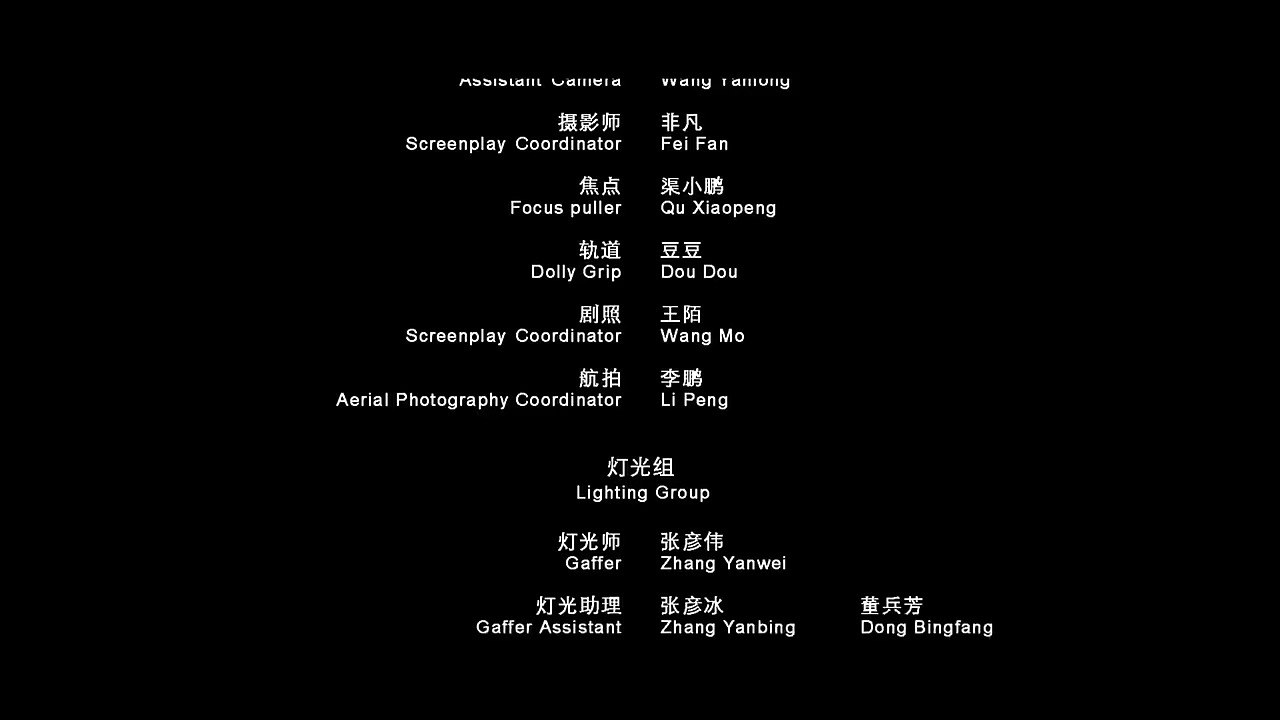 Assistant Camera Wang
摄影师 非凡
Screenplay Coordinator Fei Fan
焦点 渠小鹏
Focus puller Qu Xiaopeng
轨道 豆豆
Dolly Grip Dou Dou
剧照 王陌
Screenplay Coordinator Wang Mo
航拍 李鹏
Aerial Photography Coordinator Li Peng
灯光组
Lighting Group
灯光师 张彦伟
Gaffer Zhang Yanwei
灯光助理 张彦冰 董兵芳
Gaffer Assistant Zhang Yanbing Dong Bingfang